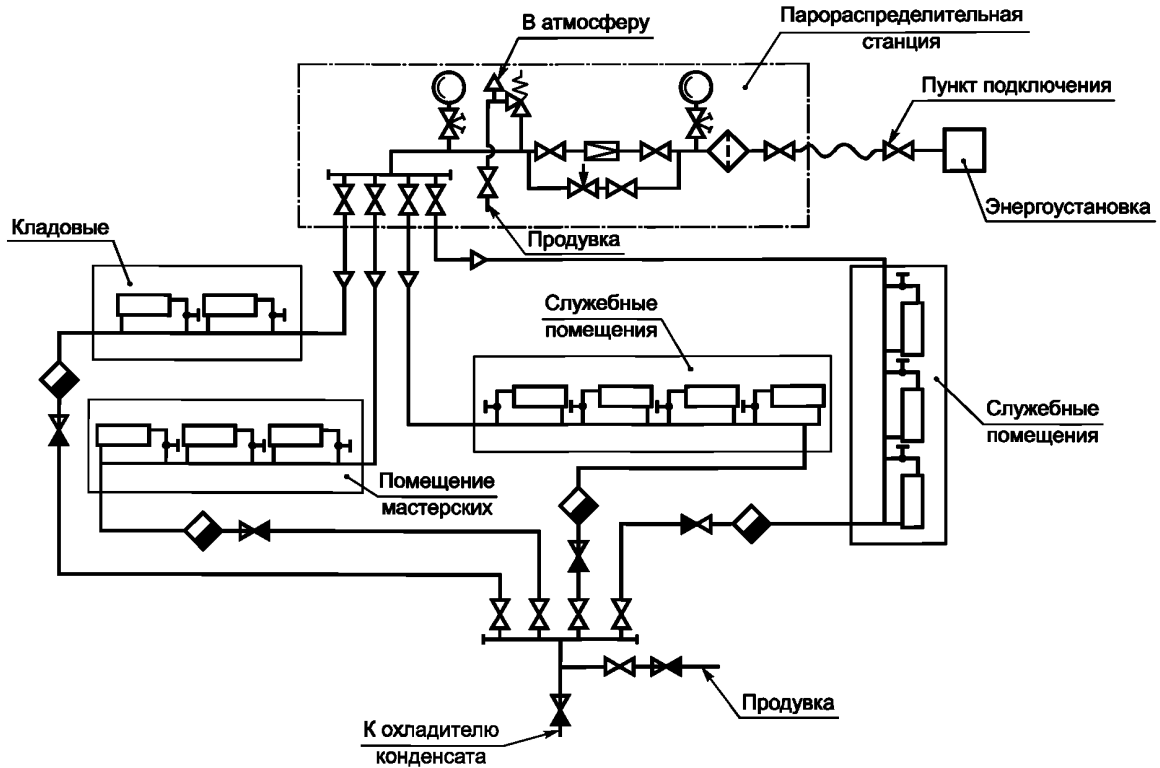 В атмосферу
Парораспределительная
станция
Пункт подключения
Энергоустановка
Продувка
Кладовые
Служебные
помещения
Служебные
помещения
Помещение
мастерских
Продувка
К охладителю
конденсата